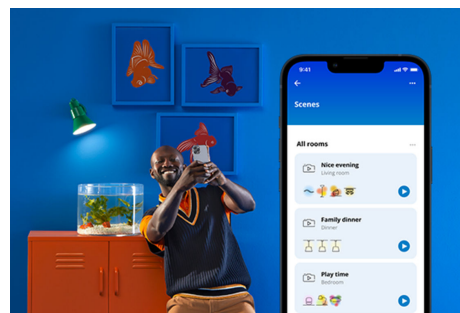 9:41
Scenes
All rooms
Nice evening
Living room
Family dinner
Dinner
Play time
Bedroom